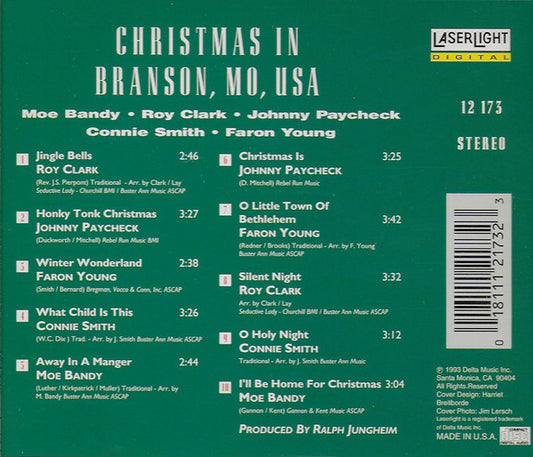 CHRISTMAS IN
BRANSON, MO, USA
Moe Bandy • Roy Clark • Johnny Paycheck
Connie Smith • Faron Young
LASERLIGHT
DIGITAL
12 173
STEREO
1 Jingle Bells 2:46
ROY CLARK
(Rev. J.S. Pierpont) Traditional - Arr. by Clark / Lay
Seductive Lady - Churchill BMI / Buster Ann Music ASCAP
2 Honky Tonk Christmas 3:27
JOHNNY PAYCHECK
(Duckworth / Mitchell) Rebel Run Music BMI
3 Winter Wonderland 2:38
FARON YOUNG
(Smith / Bernard) Bregman, Vocco & Conn, Inc. ASCAP
4 What Child Is This 3:26
CONNIE SMITH
(W.C. Dix ) Trad. - Arr. by J. Smith Buster Ann Music ASCAP
5 Away In A Manger 2:44
MOE BANDY
(Luther / Kirkpatrick / Muller) Traditional - Arr. by
M. Bandy Buster Ann Music ASCAP
6 Christmas Is 3:25
JOHNNY PAYCHECK
(D. Mitchell) Rebel Run Music
7 O Little Town Of
Bethlehem 3:42
FARON YOUNG
(Redner / Brooks) Traditional - Arr. by F. Young
Buster Ann Music ASCAP
8 Silent Night 3:32
ROY CLARK
Arr. by Clark / Lay
Seductive Lady - Churchill BMI / Buster Ann Music ASCAP
9 O Holy Night 3:12
CONNIE SMITH
Traditional - Arr. by J. Smith Buster Ann Music
10 I'll Be Home For Christmas 3:04
MOE BANDY
(Gannon / Kent) Gannon & Kent Music ASCAP
PRODUCED BY RALPH JUNGHEIM
0 18111 21732 3
℗ 1993 Delta Music Inc.
Santa Monica, CA 90404
All Rights Reserved
Cover Design: Harriet
Breitborde
Cover Photo: Jim Lersch
Laserlight is a registered trademark
of Delta Music Inc.
MADE IN U.S.A.
COMPACT
disc
DIGITAL AUDIO